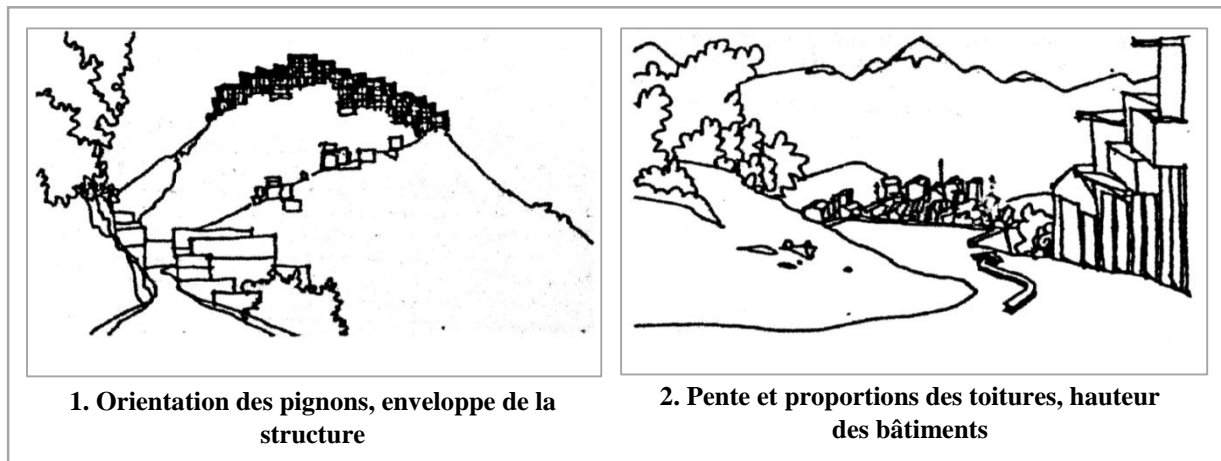 1. Orientation des pignons, enveloppe de la
structure
2. Pente et proportions des toitures, hauteur
des bâtiments